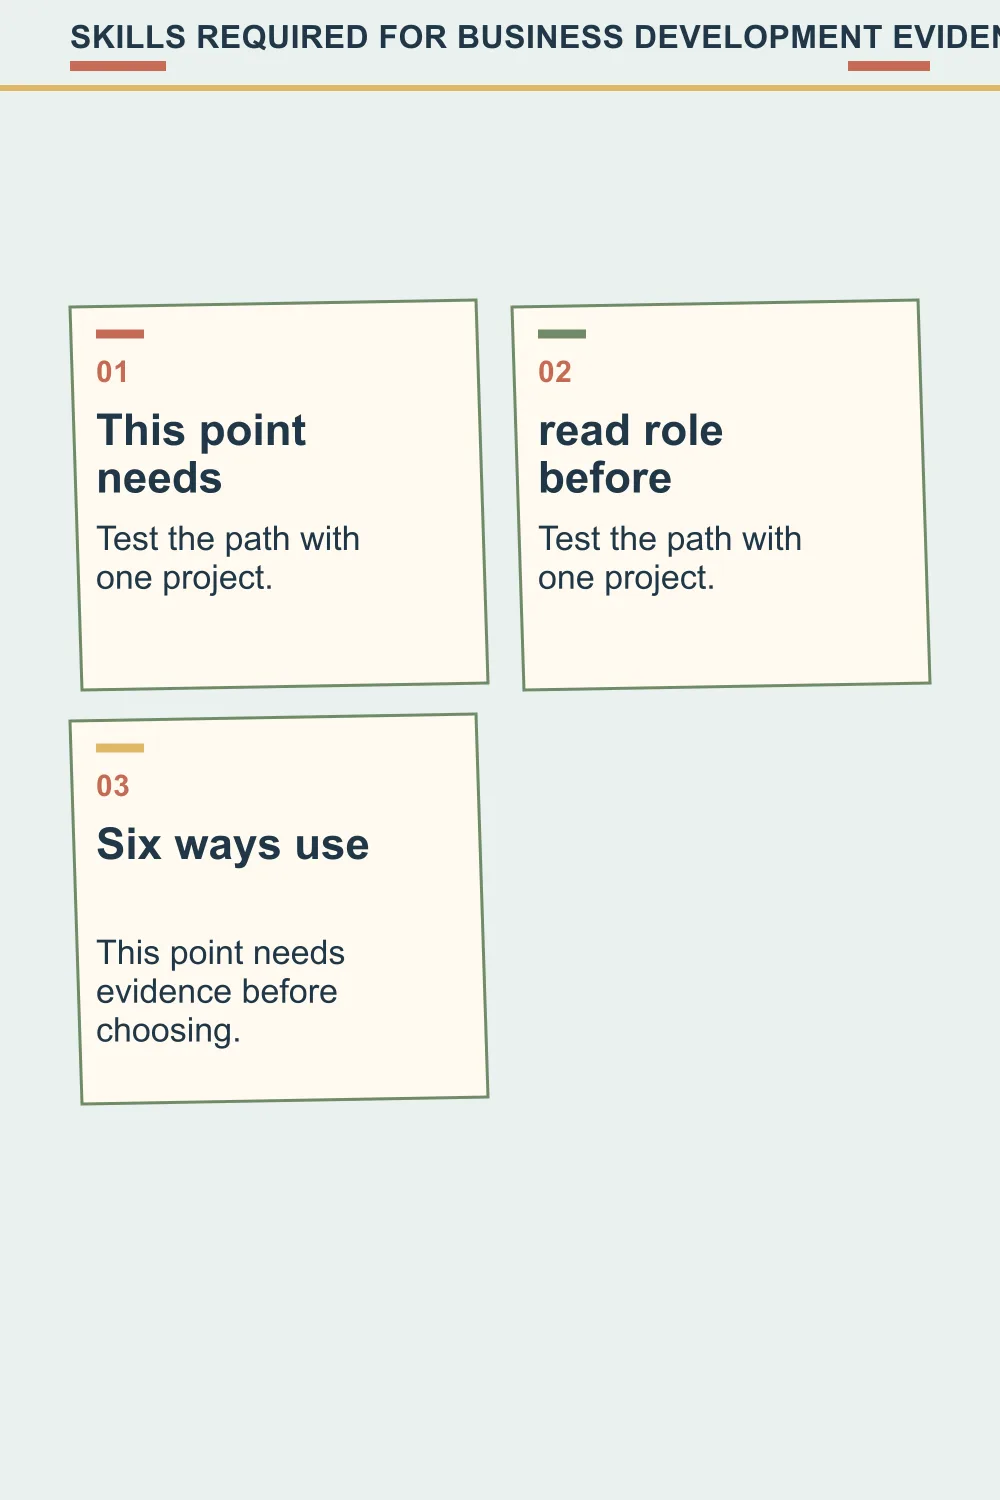 SKILLS REQUIRED FOR BUSINESS DEVELOPMENT EVIDEN
01
This point
needs
Test the path with
one project.
02
read role
before
Test the path with
one project.
03
Six ways use
This point needs
evidence before
choosing.